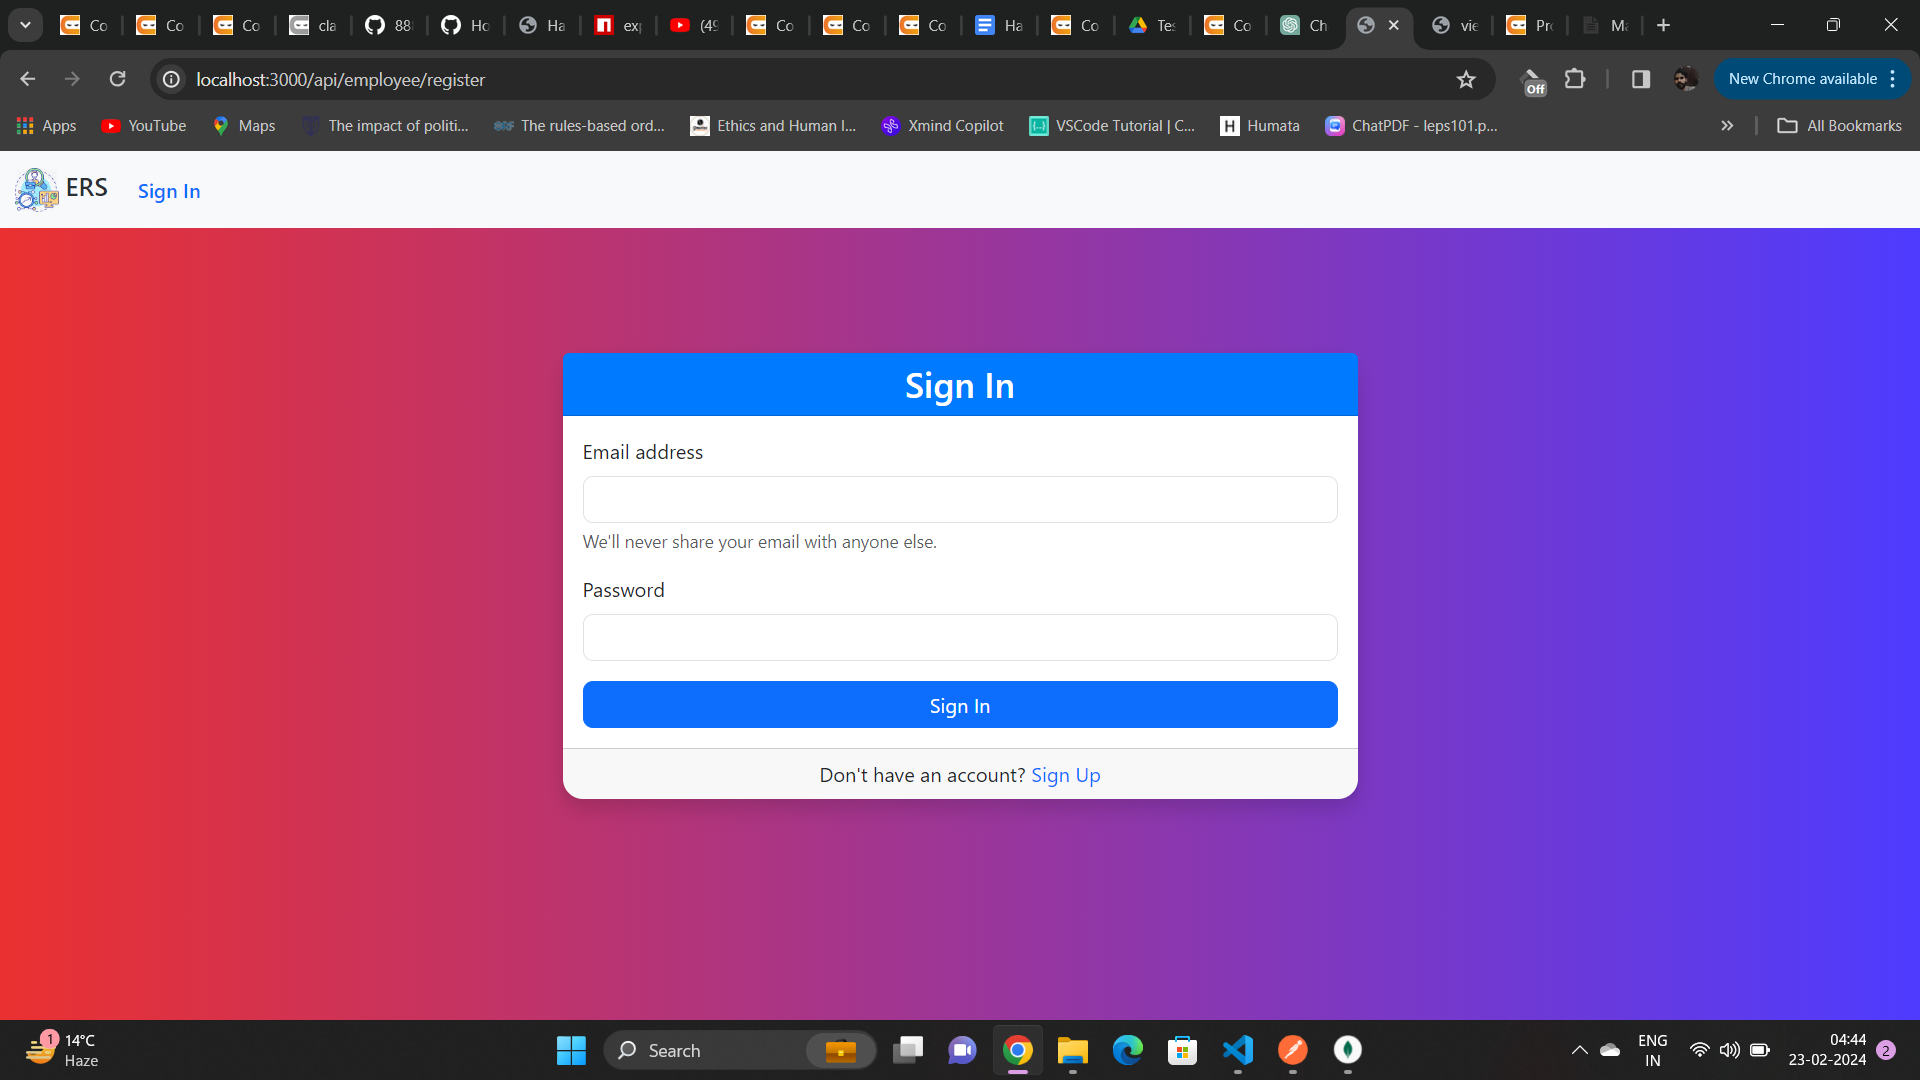 Co
Co
Co
cla
88
Ho
Ha
exp
(49
Co
Co
Co
Ha
Co
Tes
Co
Ch
vie
Pro
Ma
localhost:3000/api/employee/register
Off
New Chrome available
Apps
YouTube
Maps
The impact of politi...
The rules-based ord...
Ethics and Human I...
Xmind Copilot
VSCode Tutorial | C...
Humata
ChatPDF - leps101.p...
All Bookmarks
ERS
Sign In
Sign In
Email address
We'll never share your email with anyone else.
Password
Sign In
Don't have an account? Sign Up
1
14°C
Haze
Search
ENG
IN
04:44
23-02-2024
2